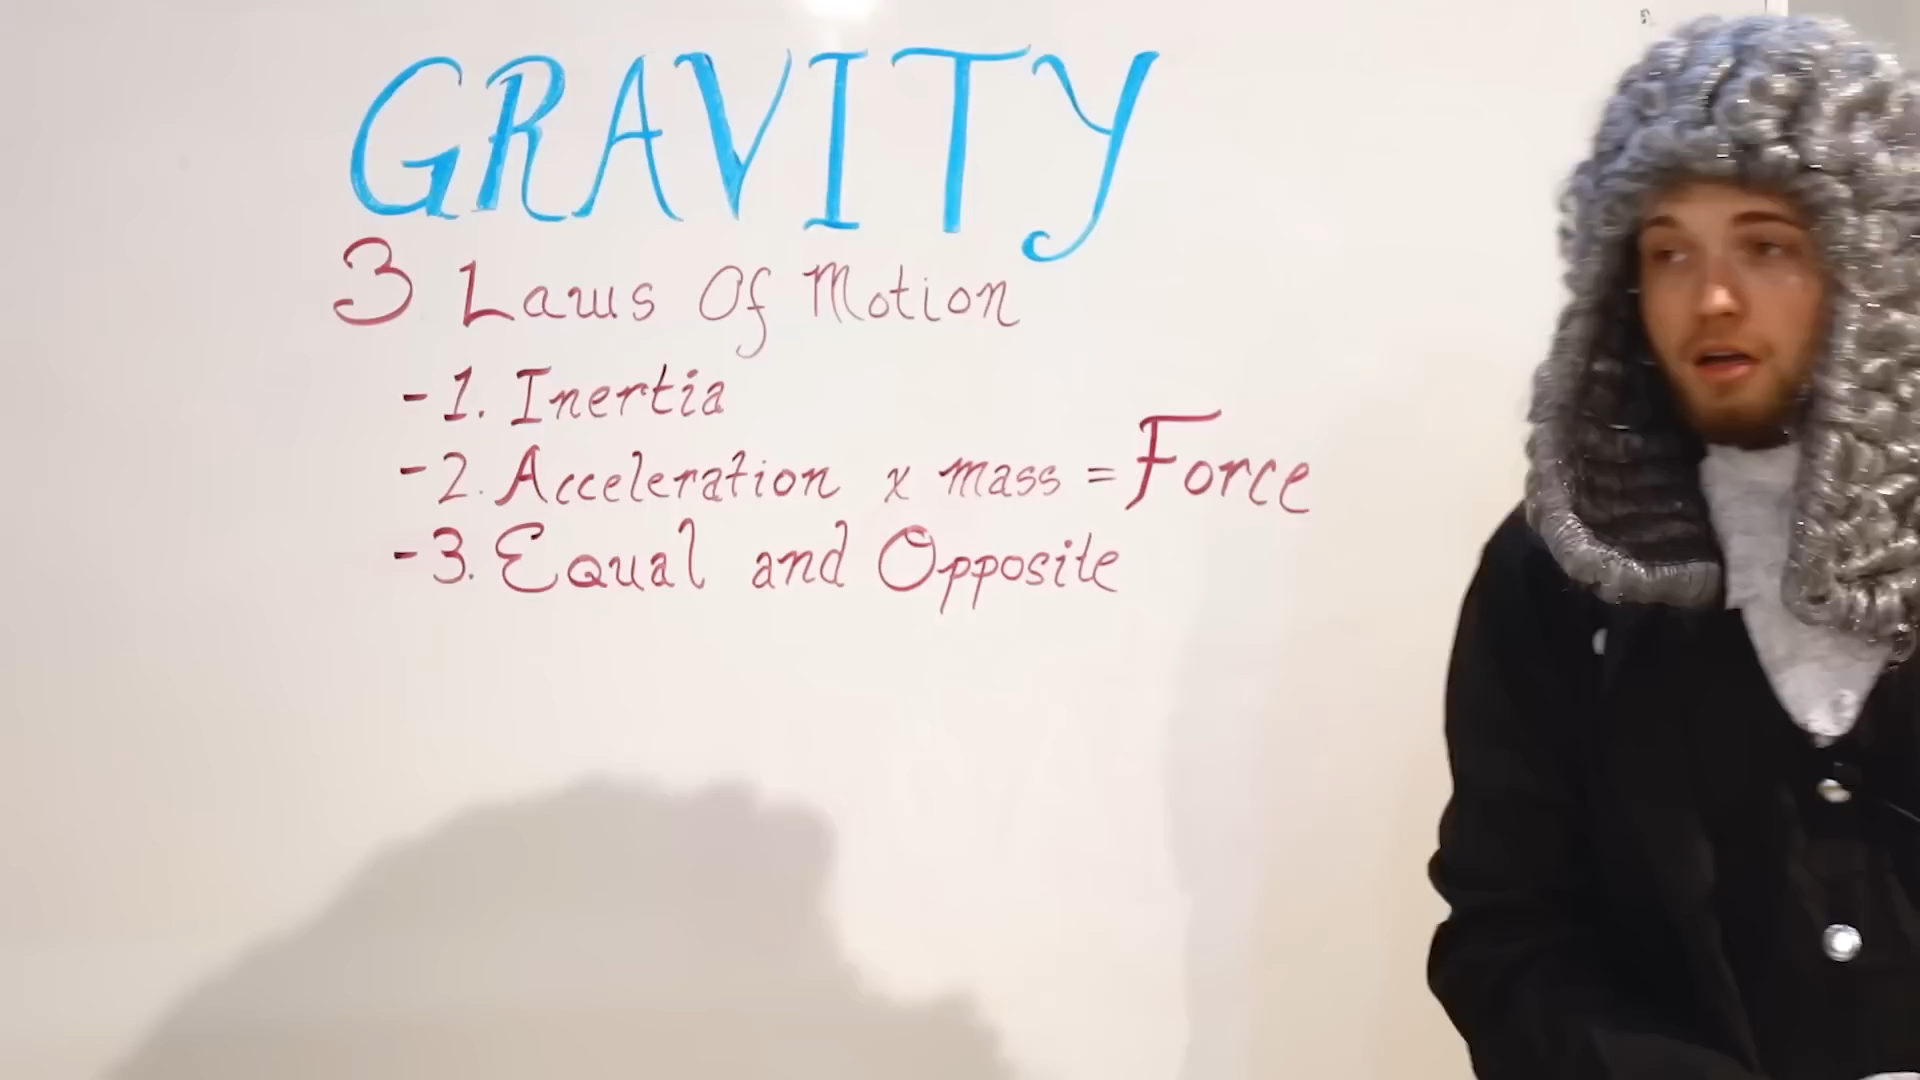 GRAVITY
3 Laws Of Motion
-1. Inertia
-2. Acceleration x mass = Force
-3. Equal and Opposite